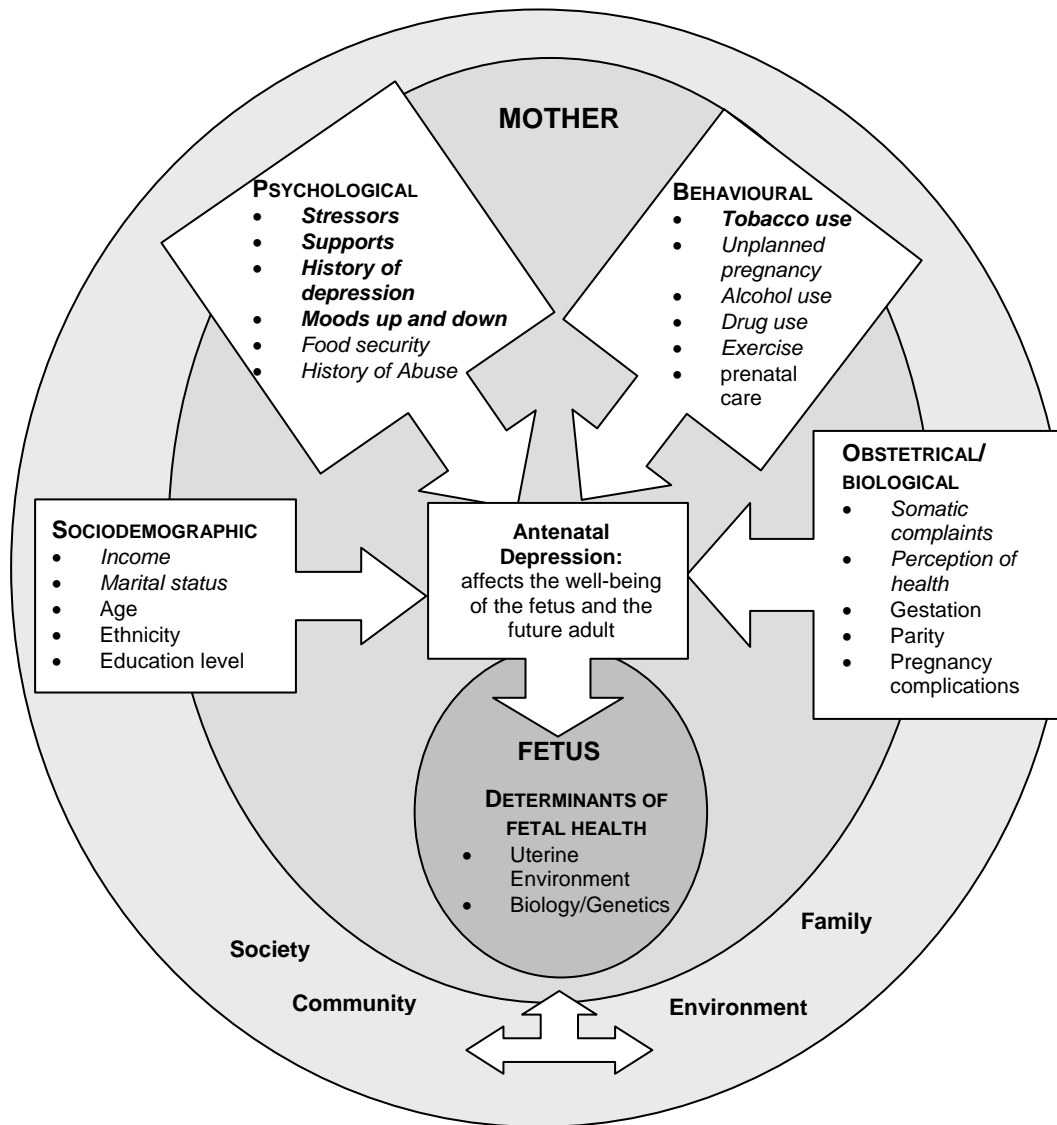 MOTHER
PSYCHOLOGICAL
• Stressors
• Supports
• History of
depression
• Moods up and down
• Food security
• History of Abuse
BEHAVIOURAL
• Tobacco use
• Unplanned
pregnancy
• Alcohol use
• Drug use
• Exercise
• prenatal
care
SOCIODEMOGRAPHIC
• Income
• Marital status
• Age
• Ethnicity
• Education level
Antenatal
Depression:
affects the well-being
of the fetus and the
future adult
OBSTETRICAL/
BIOLOGICAL
• Somatic
complaints
• Perception of
health
• Gestation
• Parity
• Pregnancy
complications
FETUS
DETERMINANTS OF
FETAL HEALTH
• Uterine
Environment
• Biology/Genetics
Society
Family
Community
Environment